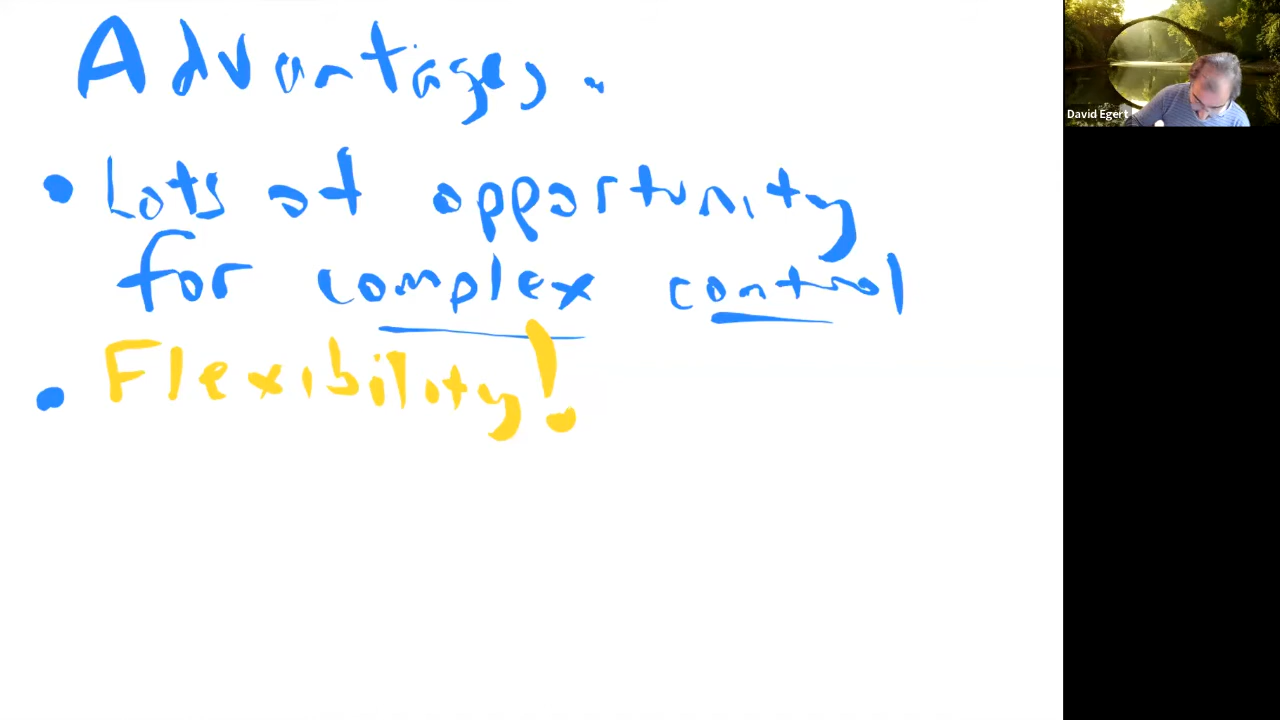 Advantages.
• Lots of opportunity
for complex control
• Flexibility!
David Egert